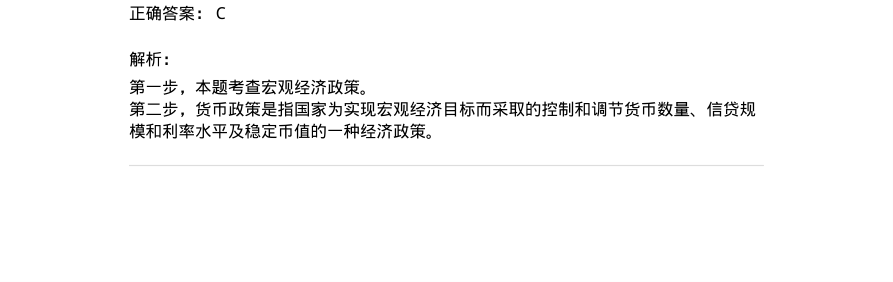 正确答案： C
解析：
第一步，本题考查宏观经济政策。
第二步，货币政策是指国家为实现宏观经济目标而采取的控制和调节货币数量、信贷规
模和利率水平及稳定币值的一种经济政策。